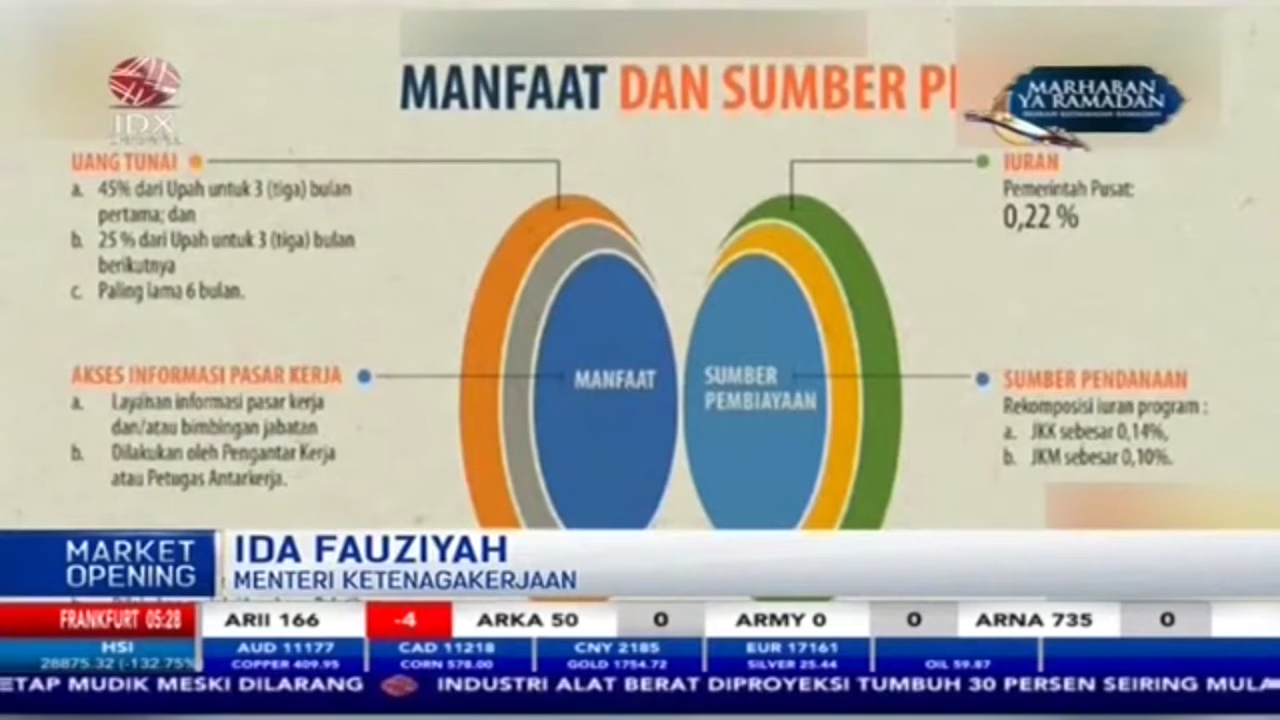 MANFAAT DAN SUMBER
IDX
MARHABAN
YA RAMADAN
UANG TUNAI
a. 45% dari Upah untuk 3 (tiga) bulan
pertama; dan
b. 25 % dari Upah untuk 3 (tiga) bulan
berikutnya
c. Paling lama 6 bulan.
IURAN
Pemerintah Pusat:
0,22 %
AKSES INFORMASI PASAR KERJA
a. Layanan informasi pasar kerja
dan/atau bimbingan jabatan
b. Dilakukan oleh Pengantar Kerja
atau Petugas Antarkerja.
MANFAAT
SUMBER
PEMBIAYAAN
SUMBER PENDANAAN
Rekomposisi iuran program :
a. JKK sebesar 0,14%,
b. JKM sebesar 0,10%.
MARKET
OPENING
IDA FAUZIYAH
MENTERI KETENAGAKERJAAN
FRANKFURT 05:28
ARII 166 -4 ARKA 50 0 ARMY 0 0 ARNA 735 0
HSI
28875.32 (-132.75%)
AUD 11177 CAD 11218 CNY 2185 EUR 17161
COPPER 409.95 CORN 578.00 GOLD 1754.72 SILVER 25.44 OIL 59.87
ETAP MUDIK MESKI DILARANG INDUSTRI ALAT BERAT DIPROYEKSI TUMBUH 30 PERSEN SEIRING MULA